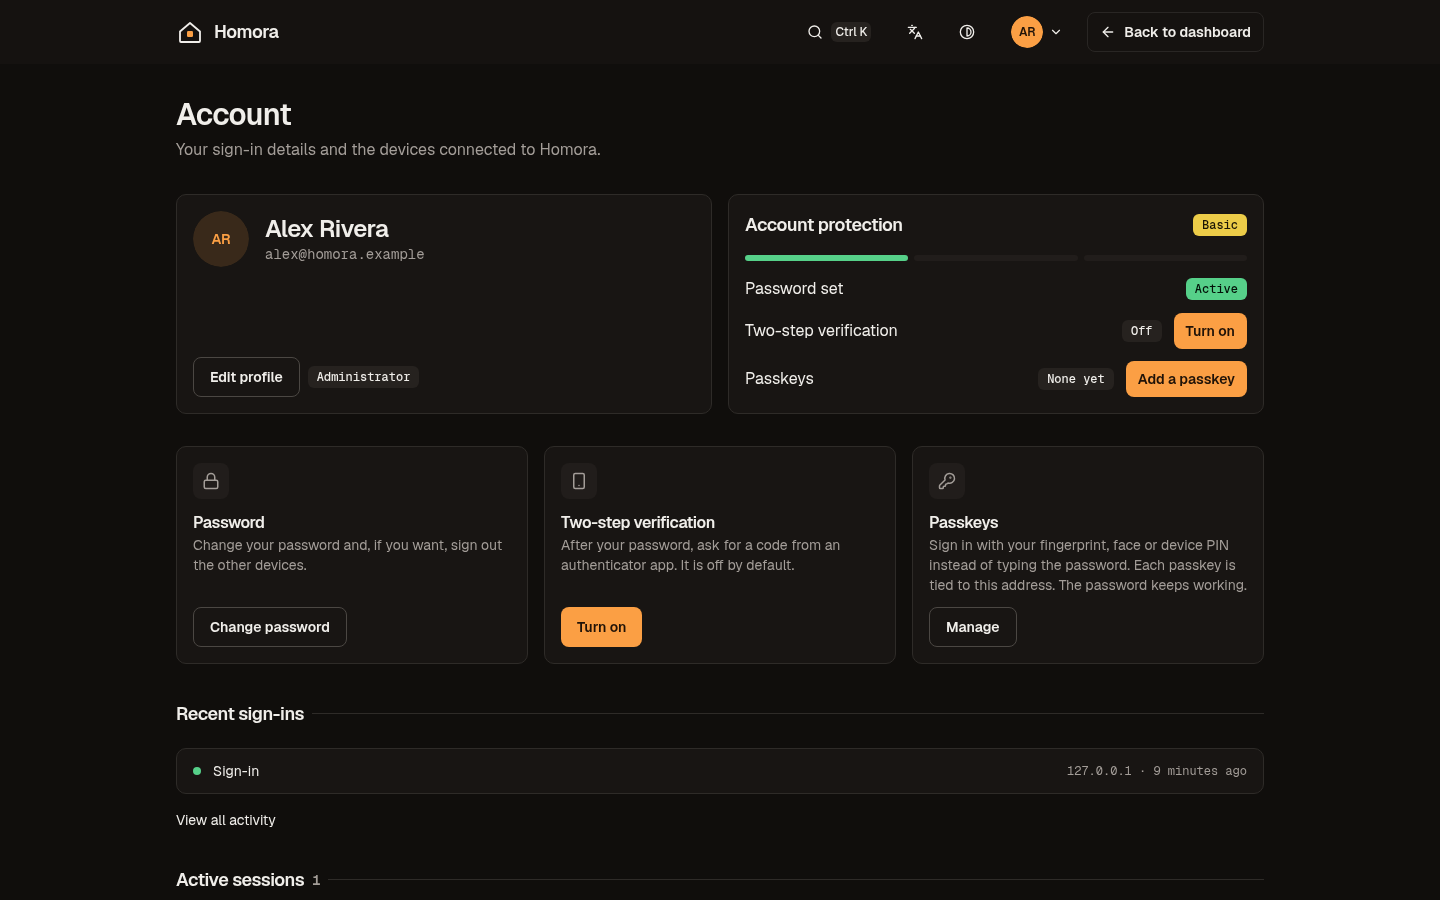 Homora
Ctrl K
AR
Back to dashboard
Account
Your sign-in details and the devices connected to Homora.
AR
Alex Rivera
alex@homora.example
Edit profile
Administrator
Account protection
Basic
Password set
Active
Two-step verification
Off
Turn on
Passkeys
None yet
Add a passkey
Password
Change your password and, if you want, sign out
the other devices.
Change password
Two-step verification
After your password, ask for a code from an
authenticator app. It is off by default.
Turn on
Passkeys
Sign in with your fingerprint, face or device PIN
instead of typing the password. Each passkey is
tied to this address. The password keeps working.
Manage
Recent sign-ins
Sign-in
127.0.0.1 · 9 minutes ago
View all activity
Active sessions 1